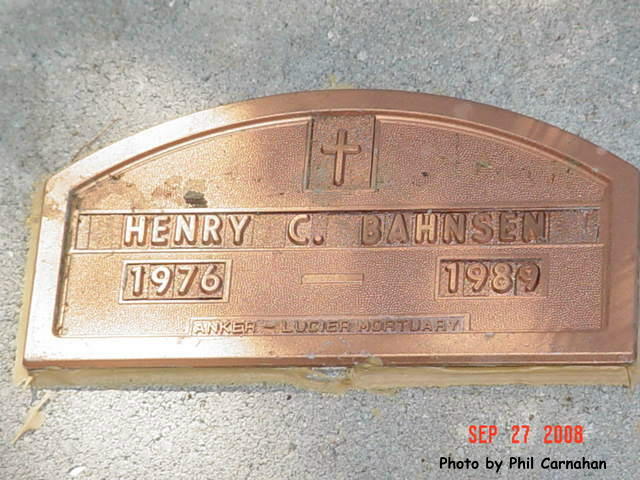 HENRY C. BAHNSEN
1976 — 1989
ANKER - LUCIER MORTUARY
SEP 27 2008
Photo by Phil Carnahan